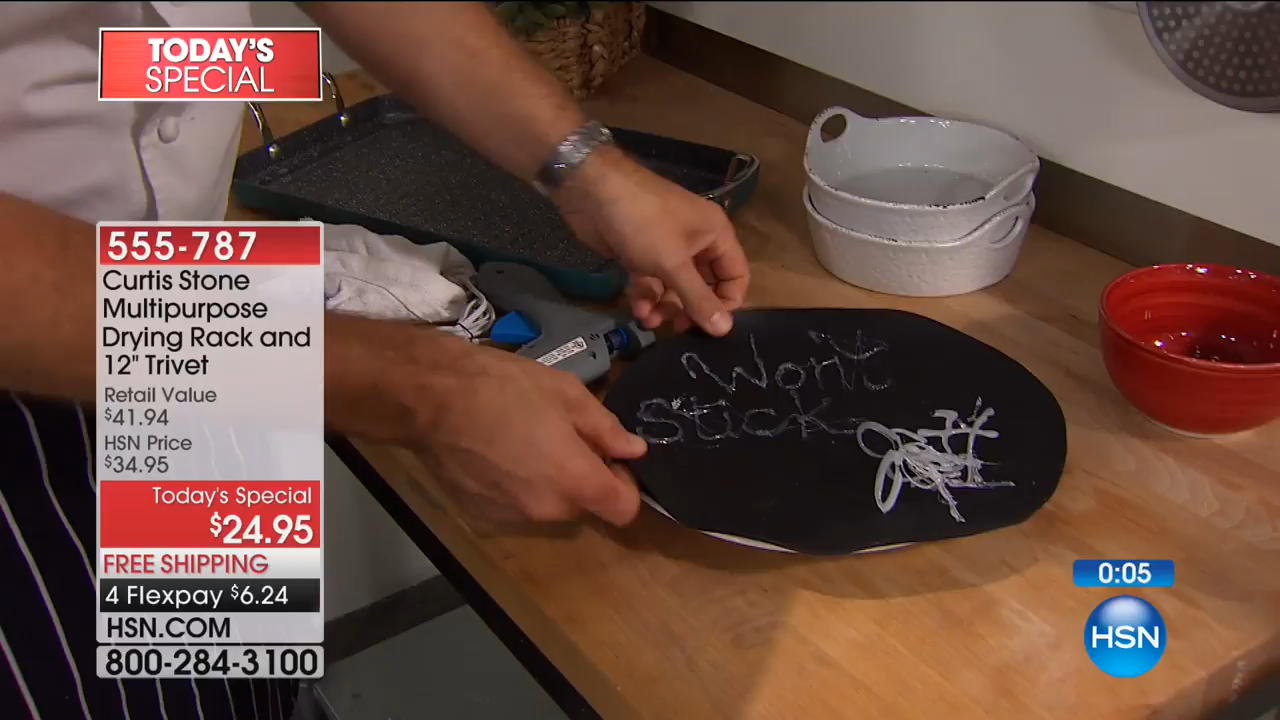 TODAY'S
SPECIAL
555-787
Curtis Stone
Multipurpose
Drying Rack and
12" Trivet
Retail Value
$41.94
HSN Price
$34.95
Today's Special
$24.95
FREE SHIPPING
4 Flexpay $6.24
HSN.COM
800-284-3100
Won't
Stick
0:05
HSN